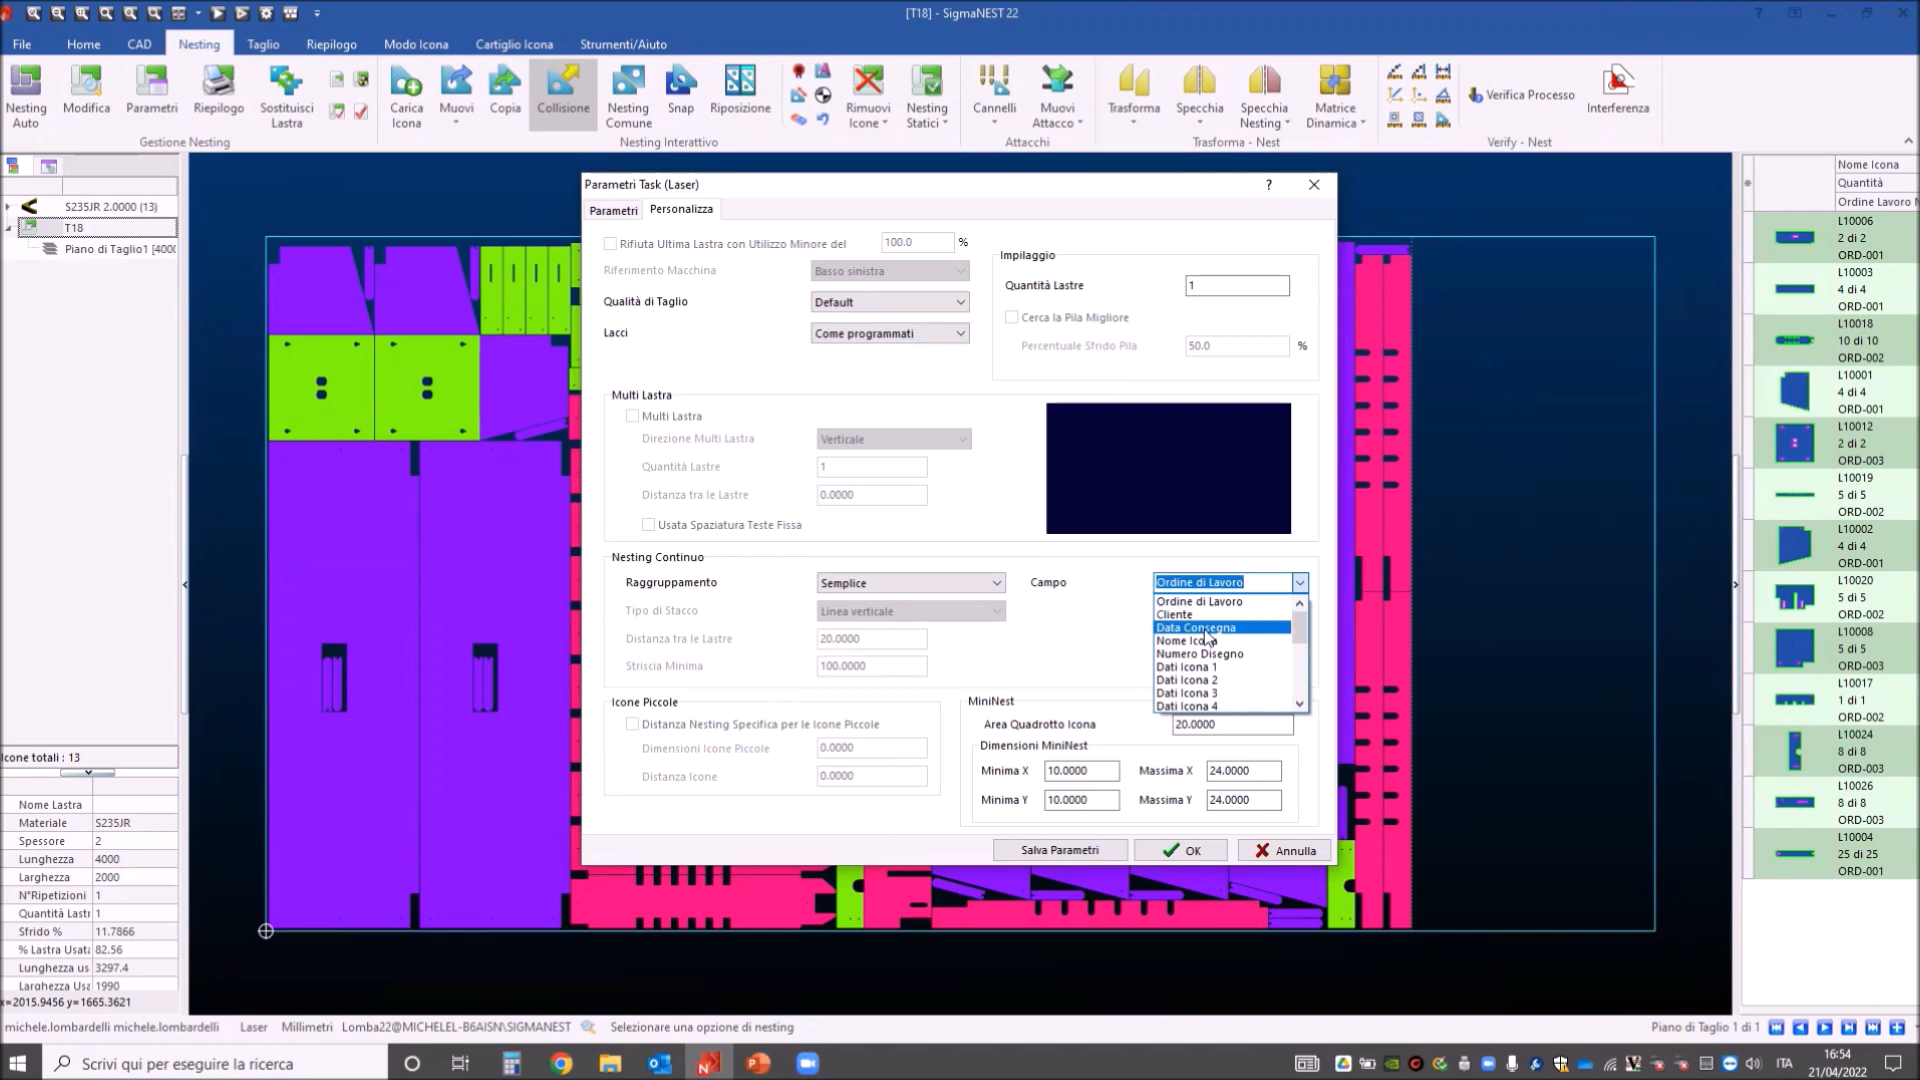 [T18] - SigmaNEST 22
File Home CAD Nesting Taglio Riepilogo Modo Icona Cartiglio Icona Strumenti/Aiuto
Nesting Auto
Modifica
Parametri
Riepilogo
Sostituisci Lastra
Carica Icona
Muovi
Copia
Collisione
Nesting Comune
Snap
Riposizione
Rimuovi Icone
Nesting Statici
Cannelli
Muovi Attacco
Trasforma
Specchia
Specchia Nesting
Matrice Dinamica
Verifica Processo
Interferenza
Gestione Nesting
Nesting Interattivo
Attacchi
Trasforma - Nest
Verify - Nest
S235JR 2.0000 (13)
T18
Piano di Taglio1 [400(
Icone totali : 13
Nome Lastra
Materiale S235JR
Spessore 2
Lunghezza 4000
Larghezza 2000
N°Ripetizioni 1
Quantità Lastr 1
Sfrido % 11.7866
% Lastra Usata 82.56
Lunghezza us 3297.4
Larghezza Usa 1990
x=2015.9456 y=1665.3621
Parametri Task (Laser)
? 
Parametri Personalizza
Rifiuta Ultima Lastra con Utilizzo Minore del 100.0 %
Riferimento Macchina Basso sinistra
Qualità di Taglio Default
Lacci Come programmati
Impilaggio
Quantità Lastre 1
Cerca la Pila Migliore
Percentuale Sfrido Pila 50.0 %
Multi Lastra
Multi Lastra
Direzione Multi Lastra Verticale
Quantità Lastre 1
Distanza tra le Lastre 0.0000
Usata Spaziatura Teste Fissa
Nesting Continuo
Raggruppamento Semplice
Campo Ordine di Lavoro
Tipo di Stacco Linea verticale
Distanza tra le Lastre 20.0000
Striscia Minima 100.0000
Ordine di Lavoro
Cliente
Data Consegna
Nome
Numero Disegno
Dati Icona 1
Dati Icona 2
Dati Icona 3
Dati Icona 4
Icone Piccole
Distanza Nesting Specifica per le Icone Piccole
Dimensioni Icone Piccole 0.0000
Distanza Icone 0.0000
MiniNest
Area Quadrotto Icona 20.0000
Dimensioni MiniNest
Minima X 10.0000 Massima X 24.0000
Minima Y 10.0000 Massima Y 24.0000
Salva Parametri OK Annulla
Nome Icona
Quantità
Ordine Lavoro N
L10006
2 di 2
ORD-001
L10003
4 di 4
ORD-001
L10018
10 di 10
ORD-002
L10001
4 di 4
ORD-001
L10012
2 di 2
ORD-003
L10019
5 di 5
ORD-002
L10002
4 di 4
ORD-001
L10020
5 di 5
ORD-002
L10008
5 di 5
ORD-003
L10017
1 di 1
ORD-002
L10024
8 di 8
ORD-003
L10026
8 di 8
ORD-003
L10004
25 di 25
ORD-001
michele.lombardelli michele.lombardelli Laser Millimetri Lomba22@MICHELEL-B6AISN\SIGMANEST Selezionare una opzione di nesting Piano di Taglio 1 di 1
Scrivi qui per eseguire la ricerca
ITA
16:54
21/04/2022